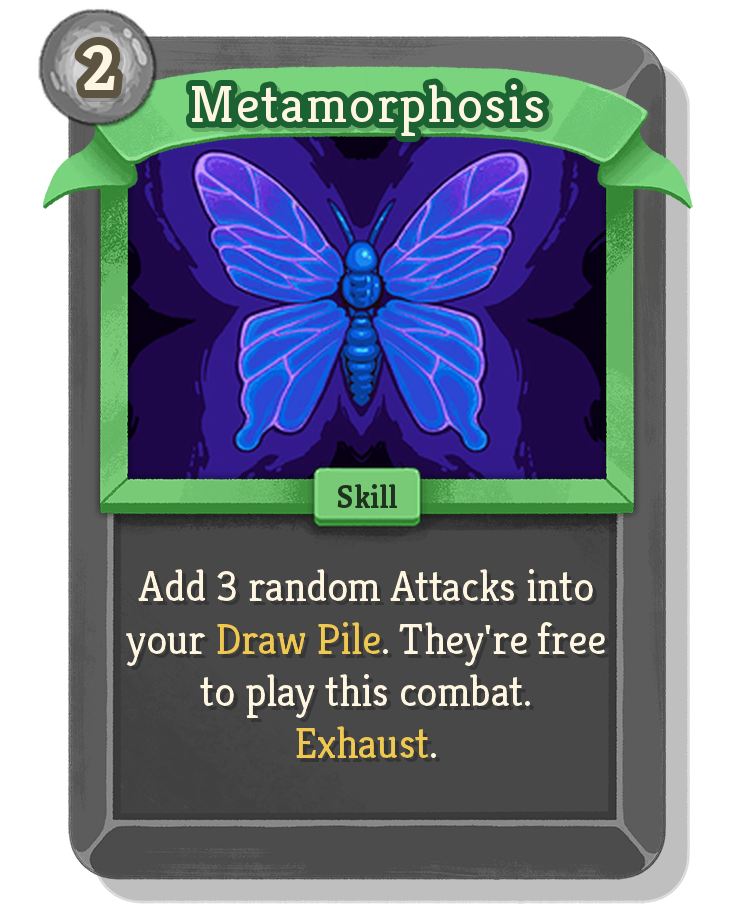 2
Metamorphosis
Skill
Add 3 random Attacks into
your Draw Pile. They're free
to play this combat.
Exhaust.